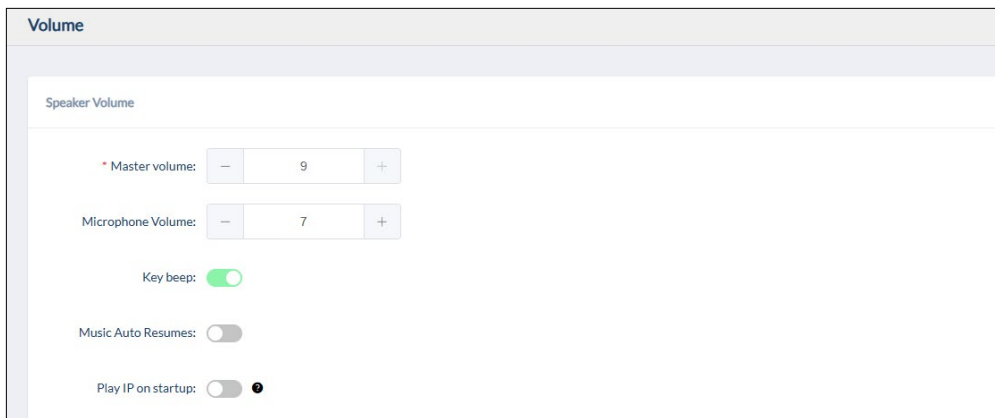 Volume
Speaker Volume
* Master volume: − 9 +
Microphone Volume: − 7 +
Key beep:
Music Auto Resumes:
Play IP on startup: ?